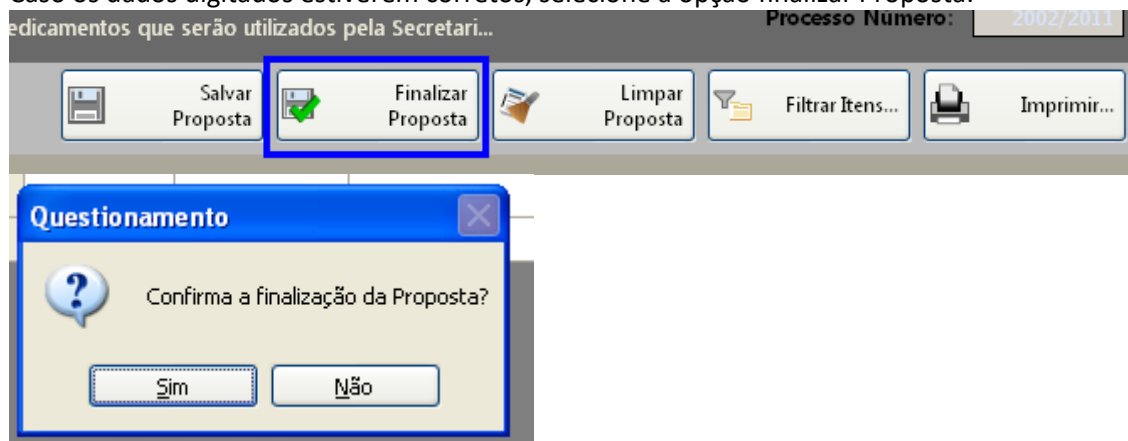 Caso os dados digitados estiverem corretos, selecione a opção finalizar Proposta.
edicamentos que serão utilizados pela Secretari...
Processo Número: 2002/2011
Salvar Proposta
Finalizar Proposta
Limpar Proposta
Filtrar Itens...
Imprimir...
Questionamento
?
Confirma a finalização da Proposta?
Sim
Não